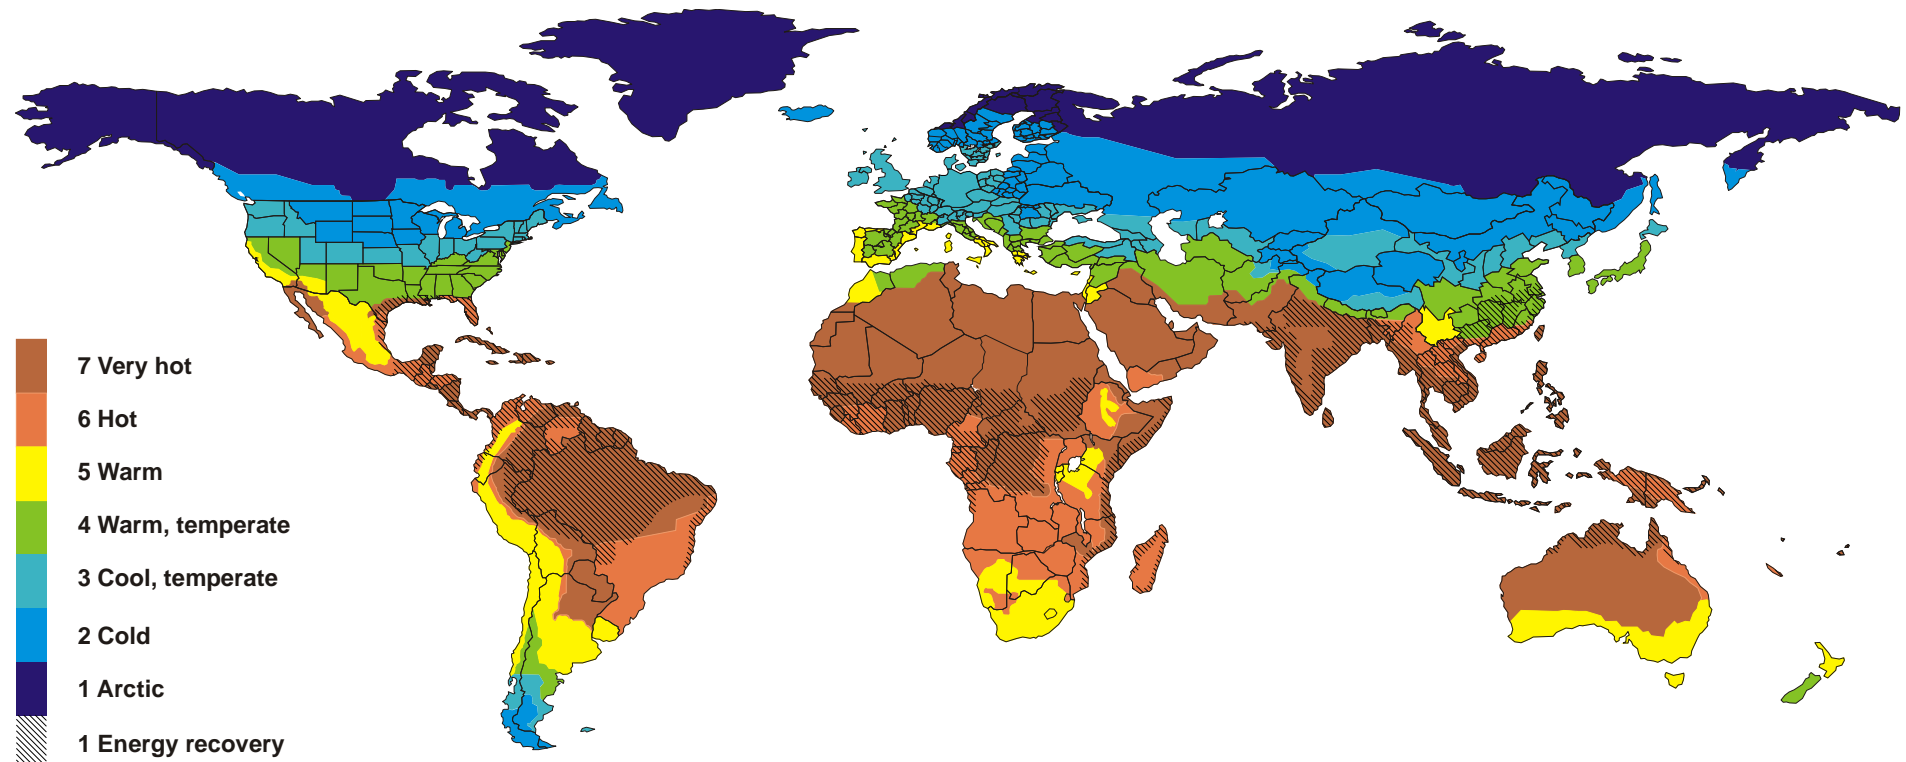 7 Very hot
6 Hot
5 Warm
4 Warm, temperate
3 Cool, temperate
2 Cold
1 Arctic
1 Energy recovery